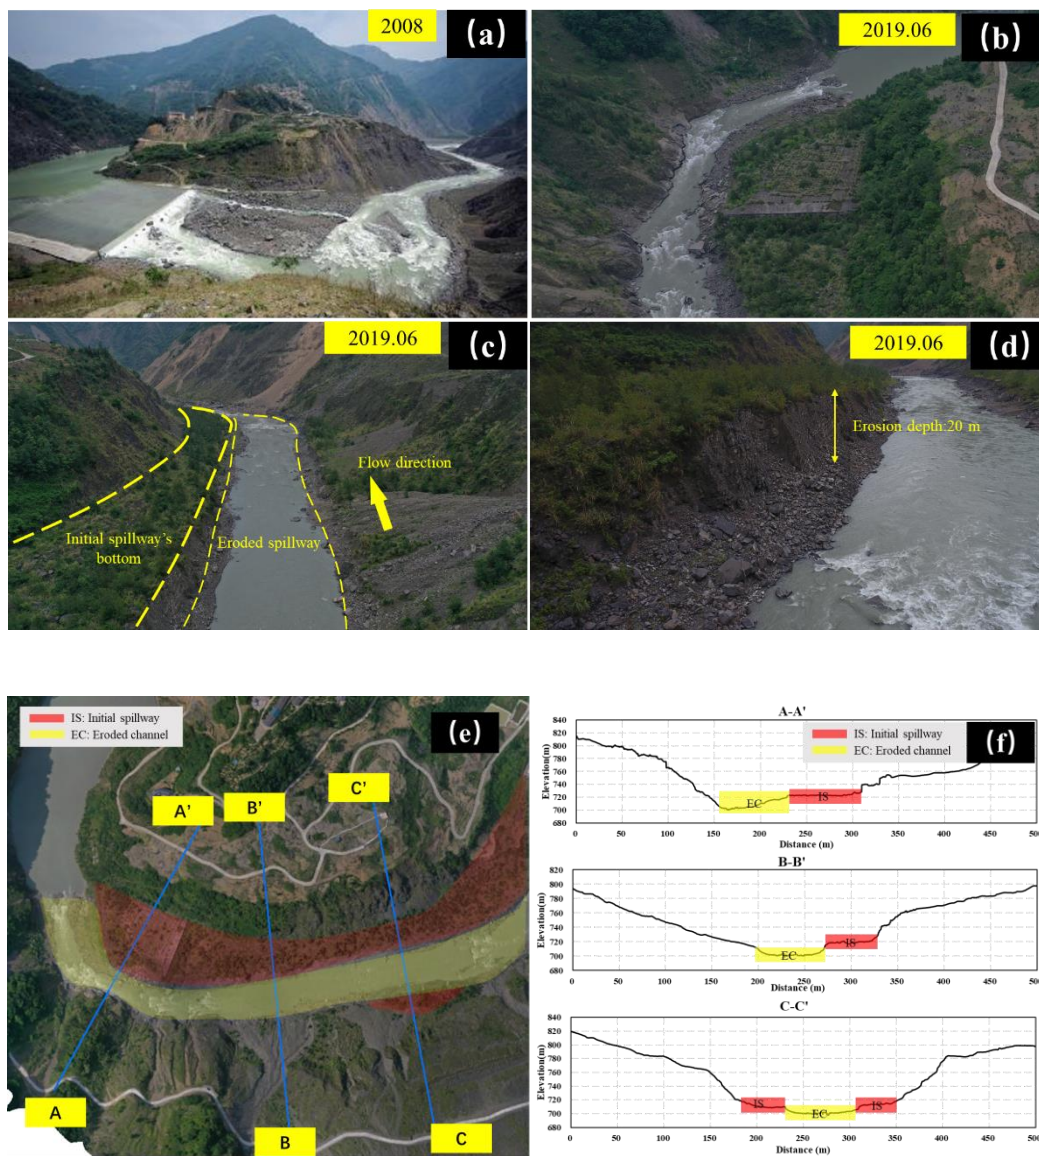 2008
(a)
2019.06
(b)
2019.06
(c)
Flow direction
Initial spillway's
bottom
Eroded spillway
2019.06
(d)
Erosion depth:20 m
IS: Initial spillway
EC: Eroded channel
(e)
A'
B'
C'
A
B
C
A-A'
IS: Initial spillway
EC: Eroded channel
(f)
Elevation(m)
840
820
800
780
760
740
720
700
680
EC
IS
0 50 100 150 200 250 300 350 400 450 500
Distance (m)
B-B'
Elevation(m)
820
800
780
760
740
720
700
680
EC
IS
0 50 100 150 200 250 300 350 400 450 500
Distance (m)
C-C'
Elevation(m)
840
820
800
780
760
740
720
700
680
IS
EC
IS
0 50 100 150 200 250 300 350 400 450 500
Distance (m)